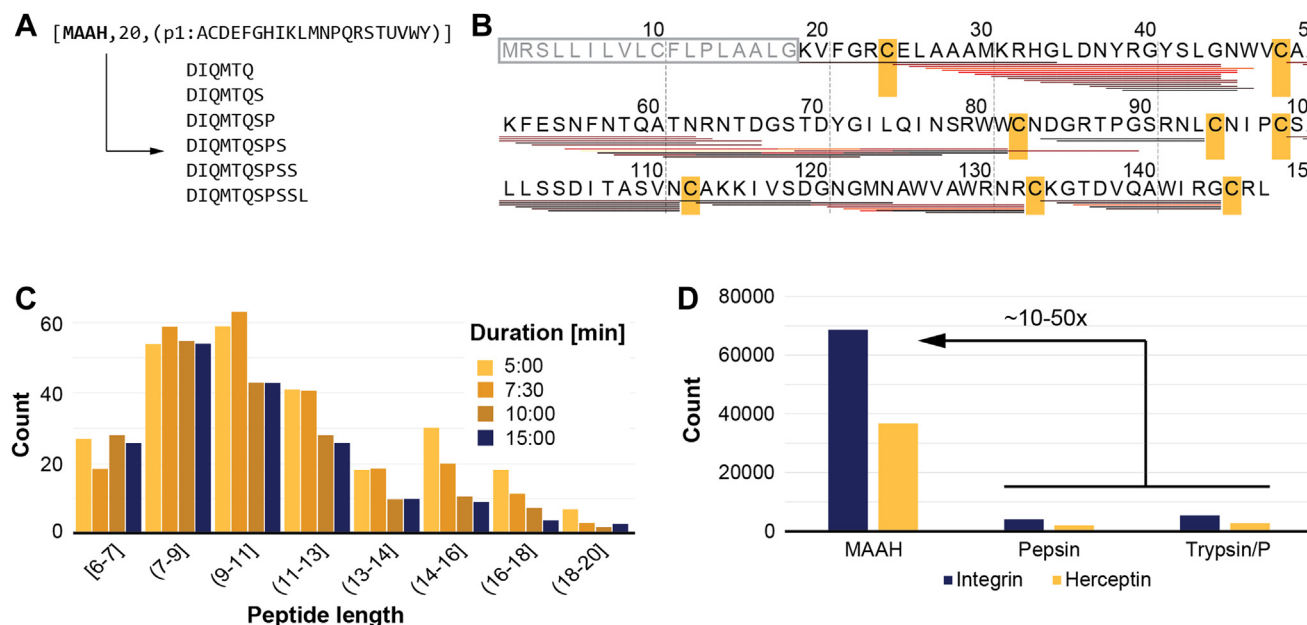 A
[MAAH,20,(p1:ACDEFGHIKLMNPQRSTUVWY)]
DIQMTQ
DIQMTQS
DIQMTQSP
DIQMTQSPS
DIQMTQSPSS
DIQMTQSPSSL
B
10 20 30 40 5
MRSLLILVLCFLPLAALGKVFGRCELAAAMKRHGLDNYRGYSLGNWVCA
60 70 80 90 10
KFESNFNTQATNRNTDGSTDYGILQINSRWWCNDGRTPGSRNLCNIPCS
110 120 130 140 15
LLSSDITASVNCAKKIVSDGNGMNAWVAWRNRCKGTDVQAWIRGCRL
C
Count
60
40
20
0
Duration [min]
5:00
7:30
10:00
15:00
[6-7] (7-9] (9-11] (11-13] (13-14] (14-16] (16-18] (18-20]
Peptide length
D
Count
80000
60000
40000
20000
0
~10-50x
MAAH Pepsin Trypsin/P
Integrin Herceptin